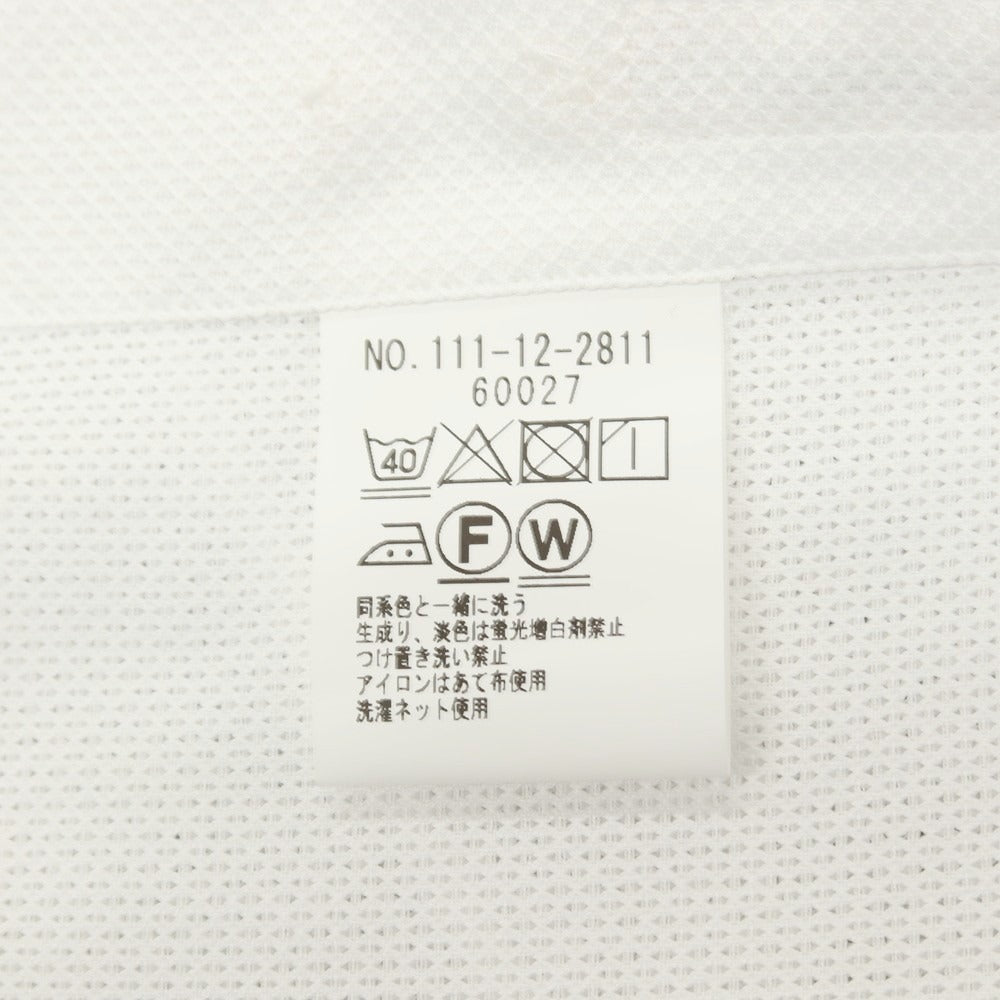 NO. 111-12-2811
60027
40
F W
同系色と一緒に洗う
生成り、淡色は蛍光増白剤禁止
つけ置き洗い禁止
アイロンはあて布使用
洗濯ネット使用